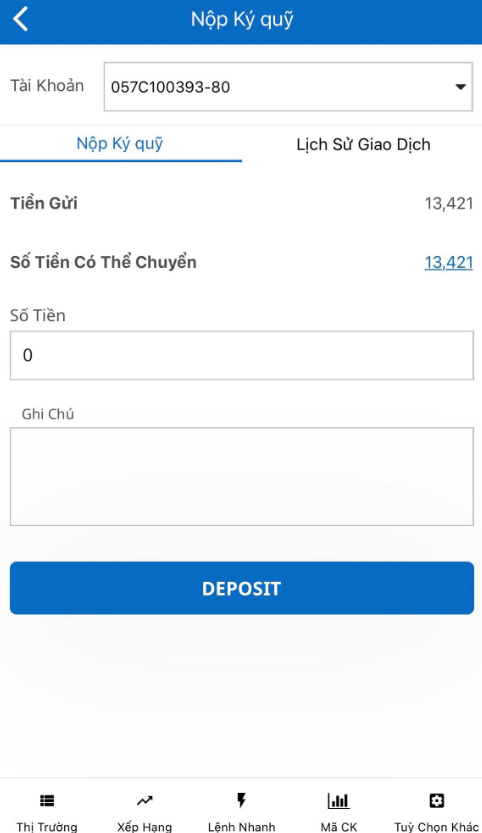 Nộp Ký quỹ
Tài Khoản 057C100393-80
Nộp Ký quỹ Lịch Sử Giao Dịch
Tiền Gửi 13,421
Số Tiền Có Thể Chuyển 13,421
Số Tiền
0
Ghi Chú
DEPOSIT
Thị Trường Xếp Hạng Lệnh Nhanh Mã CK Tuỳ Chọn Khác